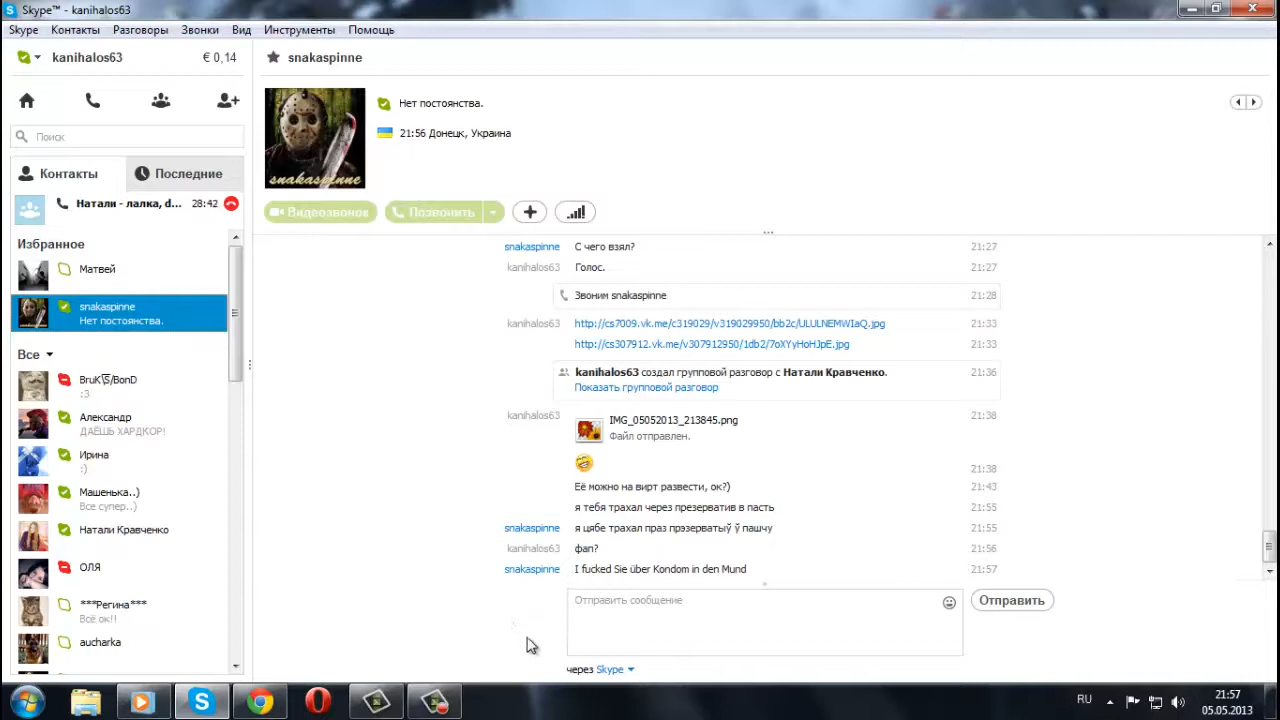 Skype™ - kanihalos63
Skype Контакты Разговоры Звонки Вид Инструменты Помощь
kanihalos63 € 0,14
Поиск
Контакты Последние
Натали - лалка, d... 28:42
Избранное
Матвей
snakaspinne
Нет постоянства.
Все
BruK\S/BonD
:3
Александр
ДАЁШЬ ХАРДКОР!
Ирина
:)
Машенька..)
Все супер..)
Натали Кравченко
ОЛЯ
***Регина***
Всё ок!!
aucharka
snakaspinne
Нет постоянства.
21:56 Донецк, Украина
snakaspinne
Видеозвонок Позвонить
snakaspinne С чего взял? 21:27
kanihalos63 Голос. 21:27
Звоним snakaspinne 21:28
kanihalos63 http://cs7009.vk.me/c319029/v319029950/bb2c/ULULNEMWIaQ.jpg 21:33
http://cs307912.vk.me/v307912950/1db2/7oXYyHoHJpE.jpg 21:33
kanihalos63 создал групповой разговор с Натали Кравченко. 21:36
Показать групповой разговор
kanihalos63 IMG_05052013_213845.png 21:38
Файл отправлен.
21:38
Её можно на вирт развести, ок?) 21:43
я тебя трахал через презерватив в пасть 21:55
snakaspinne я цябе трахал праз прэзерватыў ў пашчу 21:55
kanihalos63 фап? 21:56
snakaspinne I fucked Sie über Kondom in den Mund 21:57
Отправить сообщение Отправить
через Skype
RU 21:57
05.05.2013